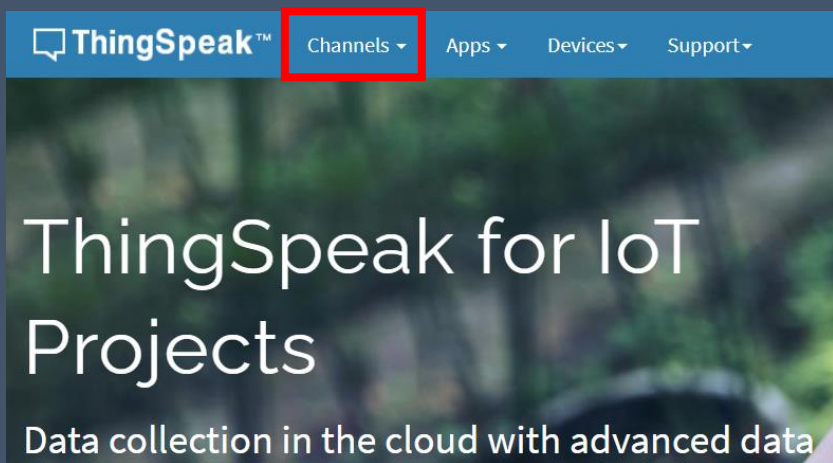 ThingSpeak™ Channels Apps Devices Support
ThingSpeak for IoT
Projects
Data collection in the cloud with advanced data